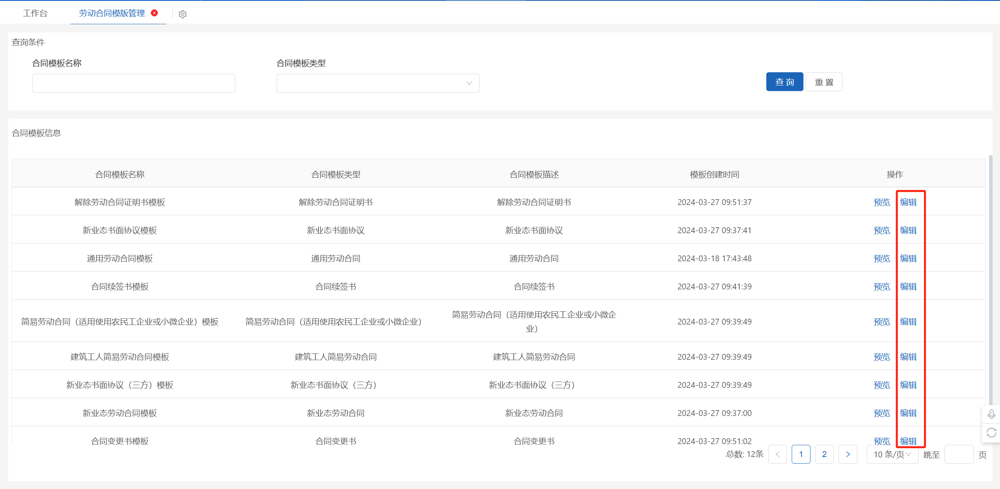 工作台 劳动合同模版管理
查询条件
合同模板名称 合同模板类型
查 询 重 置
合同模板信息
合同模板名称 合同模板类型 合同模板描述 模板创建时间 操作
解除劳动合同证明书模板 解除劳动合同证明书 解除劳动合同证明书 2024-03-27 09:51:37 预览 编辑
新业态书面协议模板 新业态书面协议 新业态书面协议 2024-03-27 09:37:41 预览 编辑
通用劳动合同模板 通用劳动合同 通用劳动合同 2024-03-18 17:43:48 预览 编辑
合同续签书模板 合同续签书 合同续签书 2024-03-27 09:41:39 预览 编辑
简易劳动合同（适用使用农民工企业或小微企业）模板 简易劳动合同（适用使用农民工企业或小微企业） 简易劳动合同（适用使用农民工企业或小微企
业） 2024-03-27 09:39:49 预览 编辑
建筑工人简易劳动合同模板 建筑工人简易劳动合同 建筑工人简易劳动合同 2024-03-27 09:39:49 预览 编辑
新业态书面协议（三方）模板 新业态书面协议（三方） 新业态书面协议（三方） 2024-03-27 09:39:49 预览 编辑
新业态劳动合同模板 新业态劳动合同 新业态劳动合同 2024-03-27 09:37:00 预览 编辑
合同变更书模板 合同变更书 合同变更书 2024-03-27 09:51:02 预览 编辑
总数: 12条 < 1 2 > 10 条/页 跳至 页